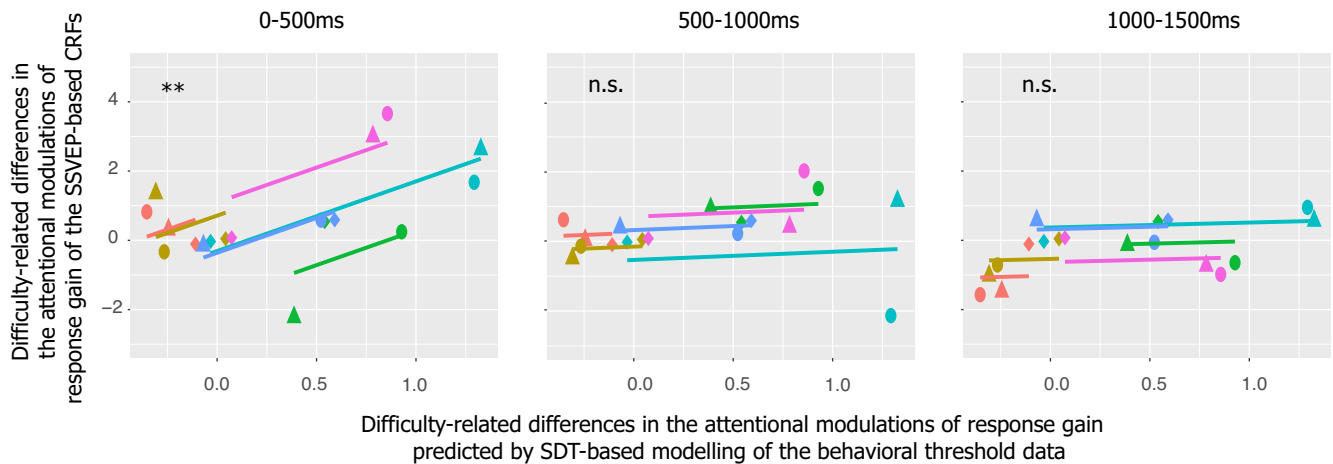 0-500ms
500-1000ms
1000-1500ms
Difficulty-related differences in
the attentional modulations of
response gain of the SSVEP-based CRFs
**
n.s.
n.s.
4
2
0
−2
0.0 0.5 1.0
0.0 0.5 1.0
0.0 0.5 1.0
Difficulty-related differences in the attentional modulations of response gain
predicted by SDT-based modelling of the behavioral threshold data